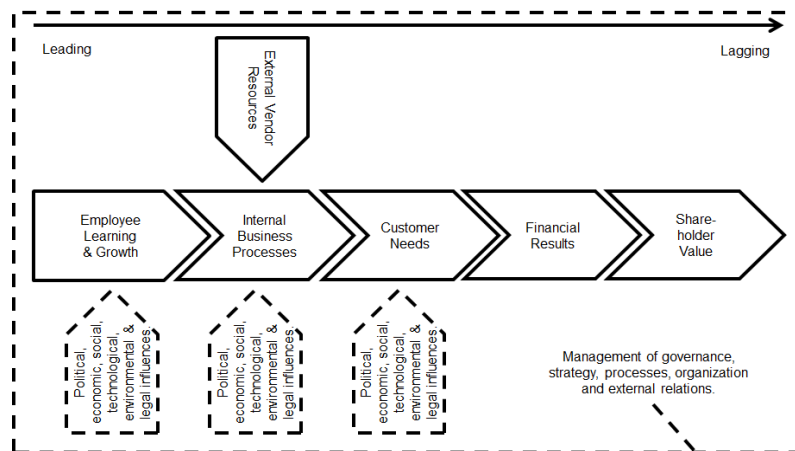 Leading
Lagging
External Vendor
Resources
Employee
Learning
& Growth
Internal
Business
Processes
Customer
Needs
Financial
Results
Share-
holder
Value
Political,
economic, social,
technological,
environmental &
legal influences.
Political,
economic, social,
technological,
environmental &
legal influences.
Political,
economic, social,
technological,
environmental &
legal influences.
Management of governance,
strategy, processes, organization
and external relations.